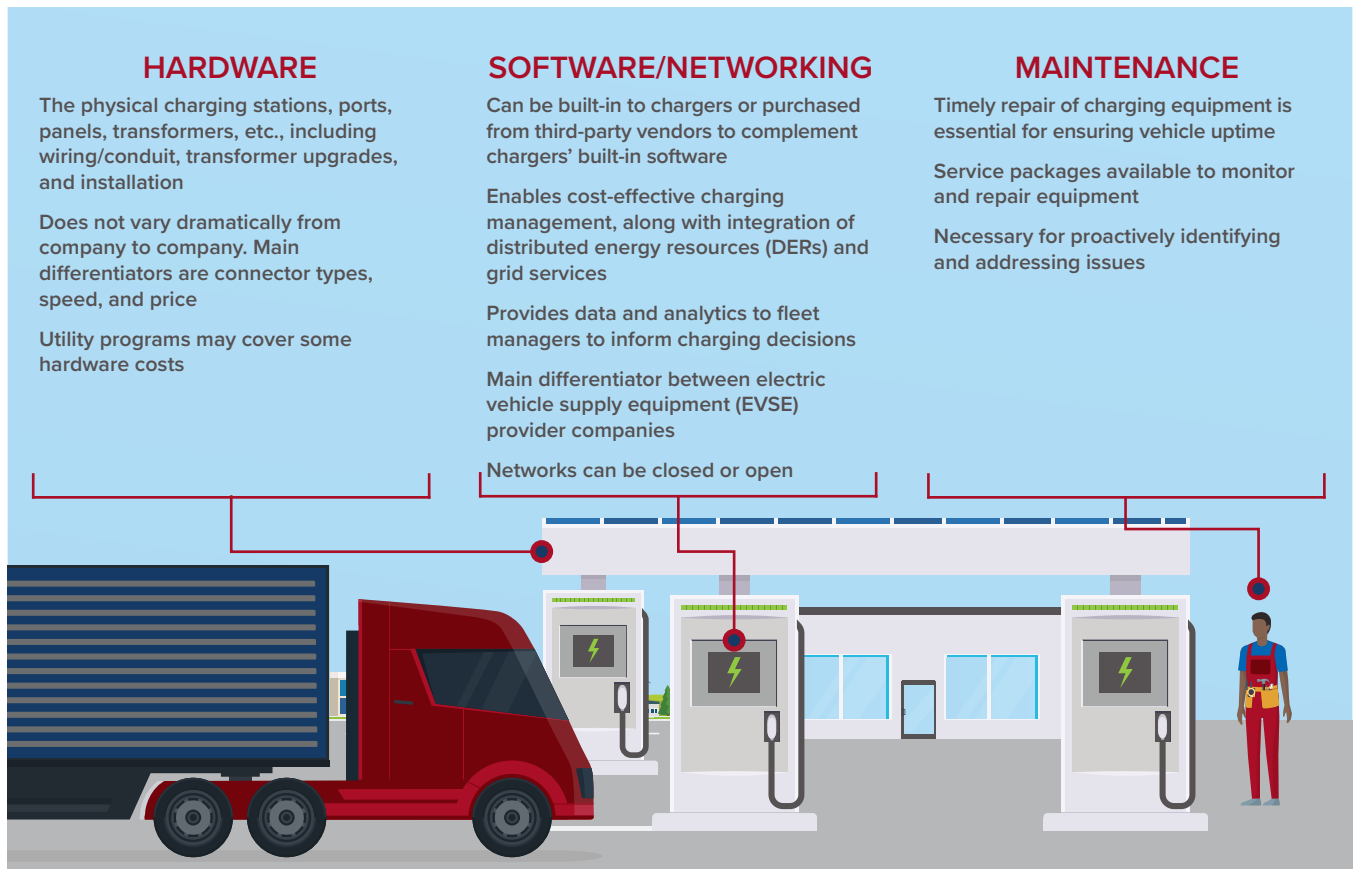 HARDWARE
The physical charging stations, ports,
panels, transformers, etc., including
wiring/conduit, transformer upgrades,
and installation
Does not vary dramatically from
company to company. Main
differentiators are connector types,
speed, and price
Utility programs may cover some
hardware costs
SOFTWARE/NETWORKING
Can be built-in to chargers or purchased
from third-party vendors to complement
chargers’ built-in software
Enables cost-effective charging
management, along with integration of
distributed energy resources (DERs) and
grid services
Provides data and analytics to fleet
managers to inform charging decisions
Main differentiator between electric
vehicle supply equipment (EVSE)
provider companies
Networks can be closed or open
MAINTENANCE
Timely repair of charging equipment is
essential for ensuring vehicle uptime
Service packages available to monitor
and repair equipment
Necessary for proactively identifying
and addressing issues